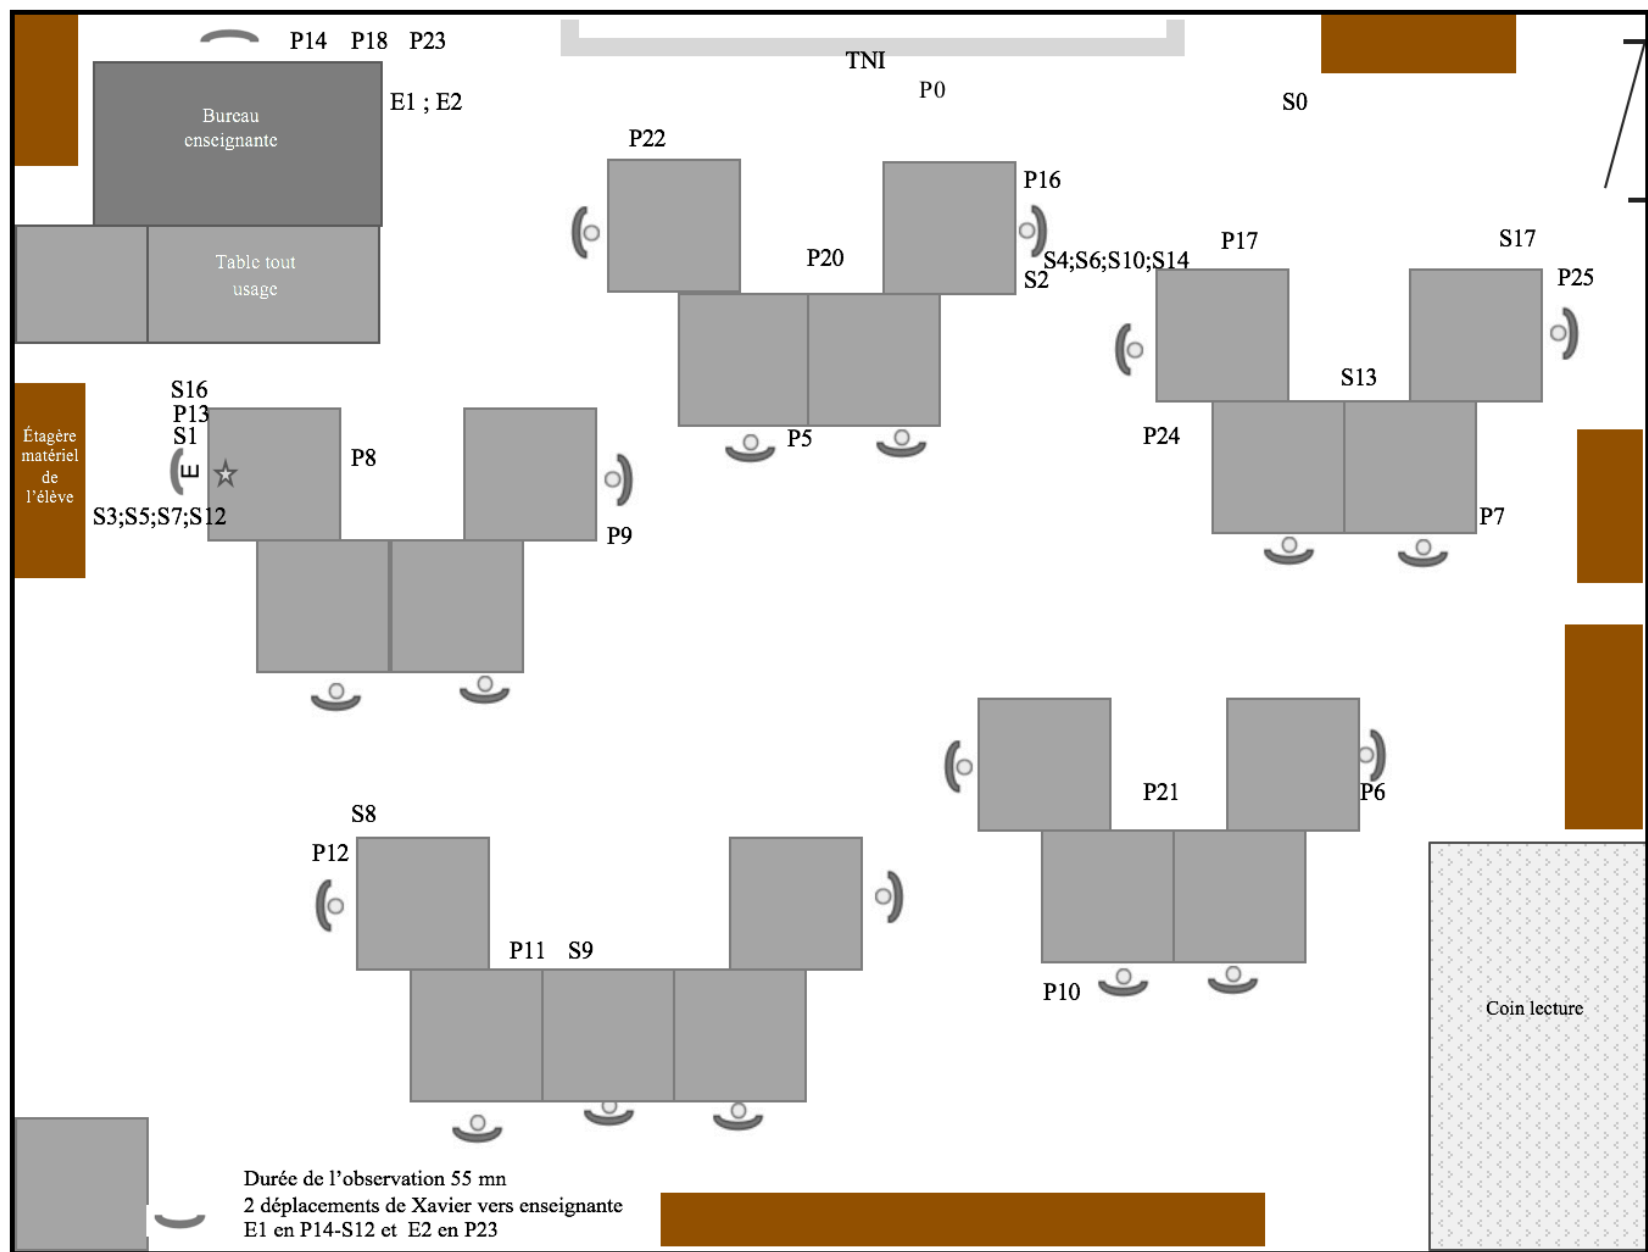 P14 P18 P23
TNI
P0
E1 ; E2
S0
Bureau
enseignante
P22
P16
P20
S4;S6;S10;S14
S2
P17
S17
P25
Table tout
usage
S13
S16
P13
S1
E
P8
P5
P24
Étagère
matériel
de
l'élève
S3;S5;S7;S12
P9
P7
P21
P6
S8
P12
P11 S9
P10
Coin lecture
Durée de l'observation 55 mn
2 déplacements de Xavier vers enseignante
E1 en P14-S12 et E2 en P23